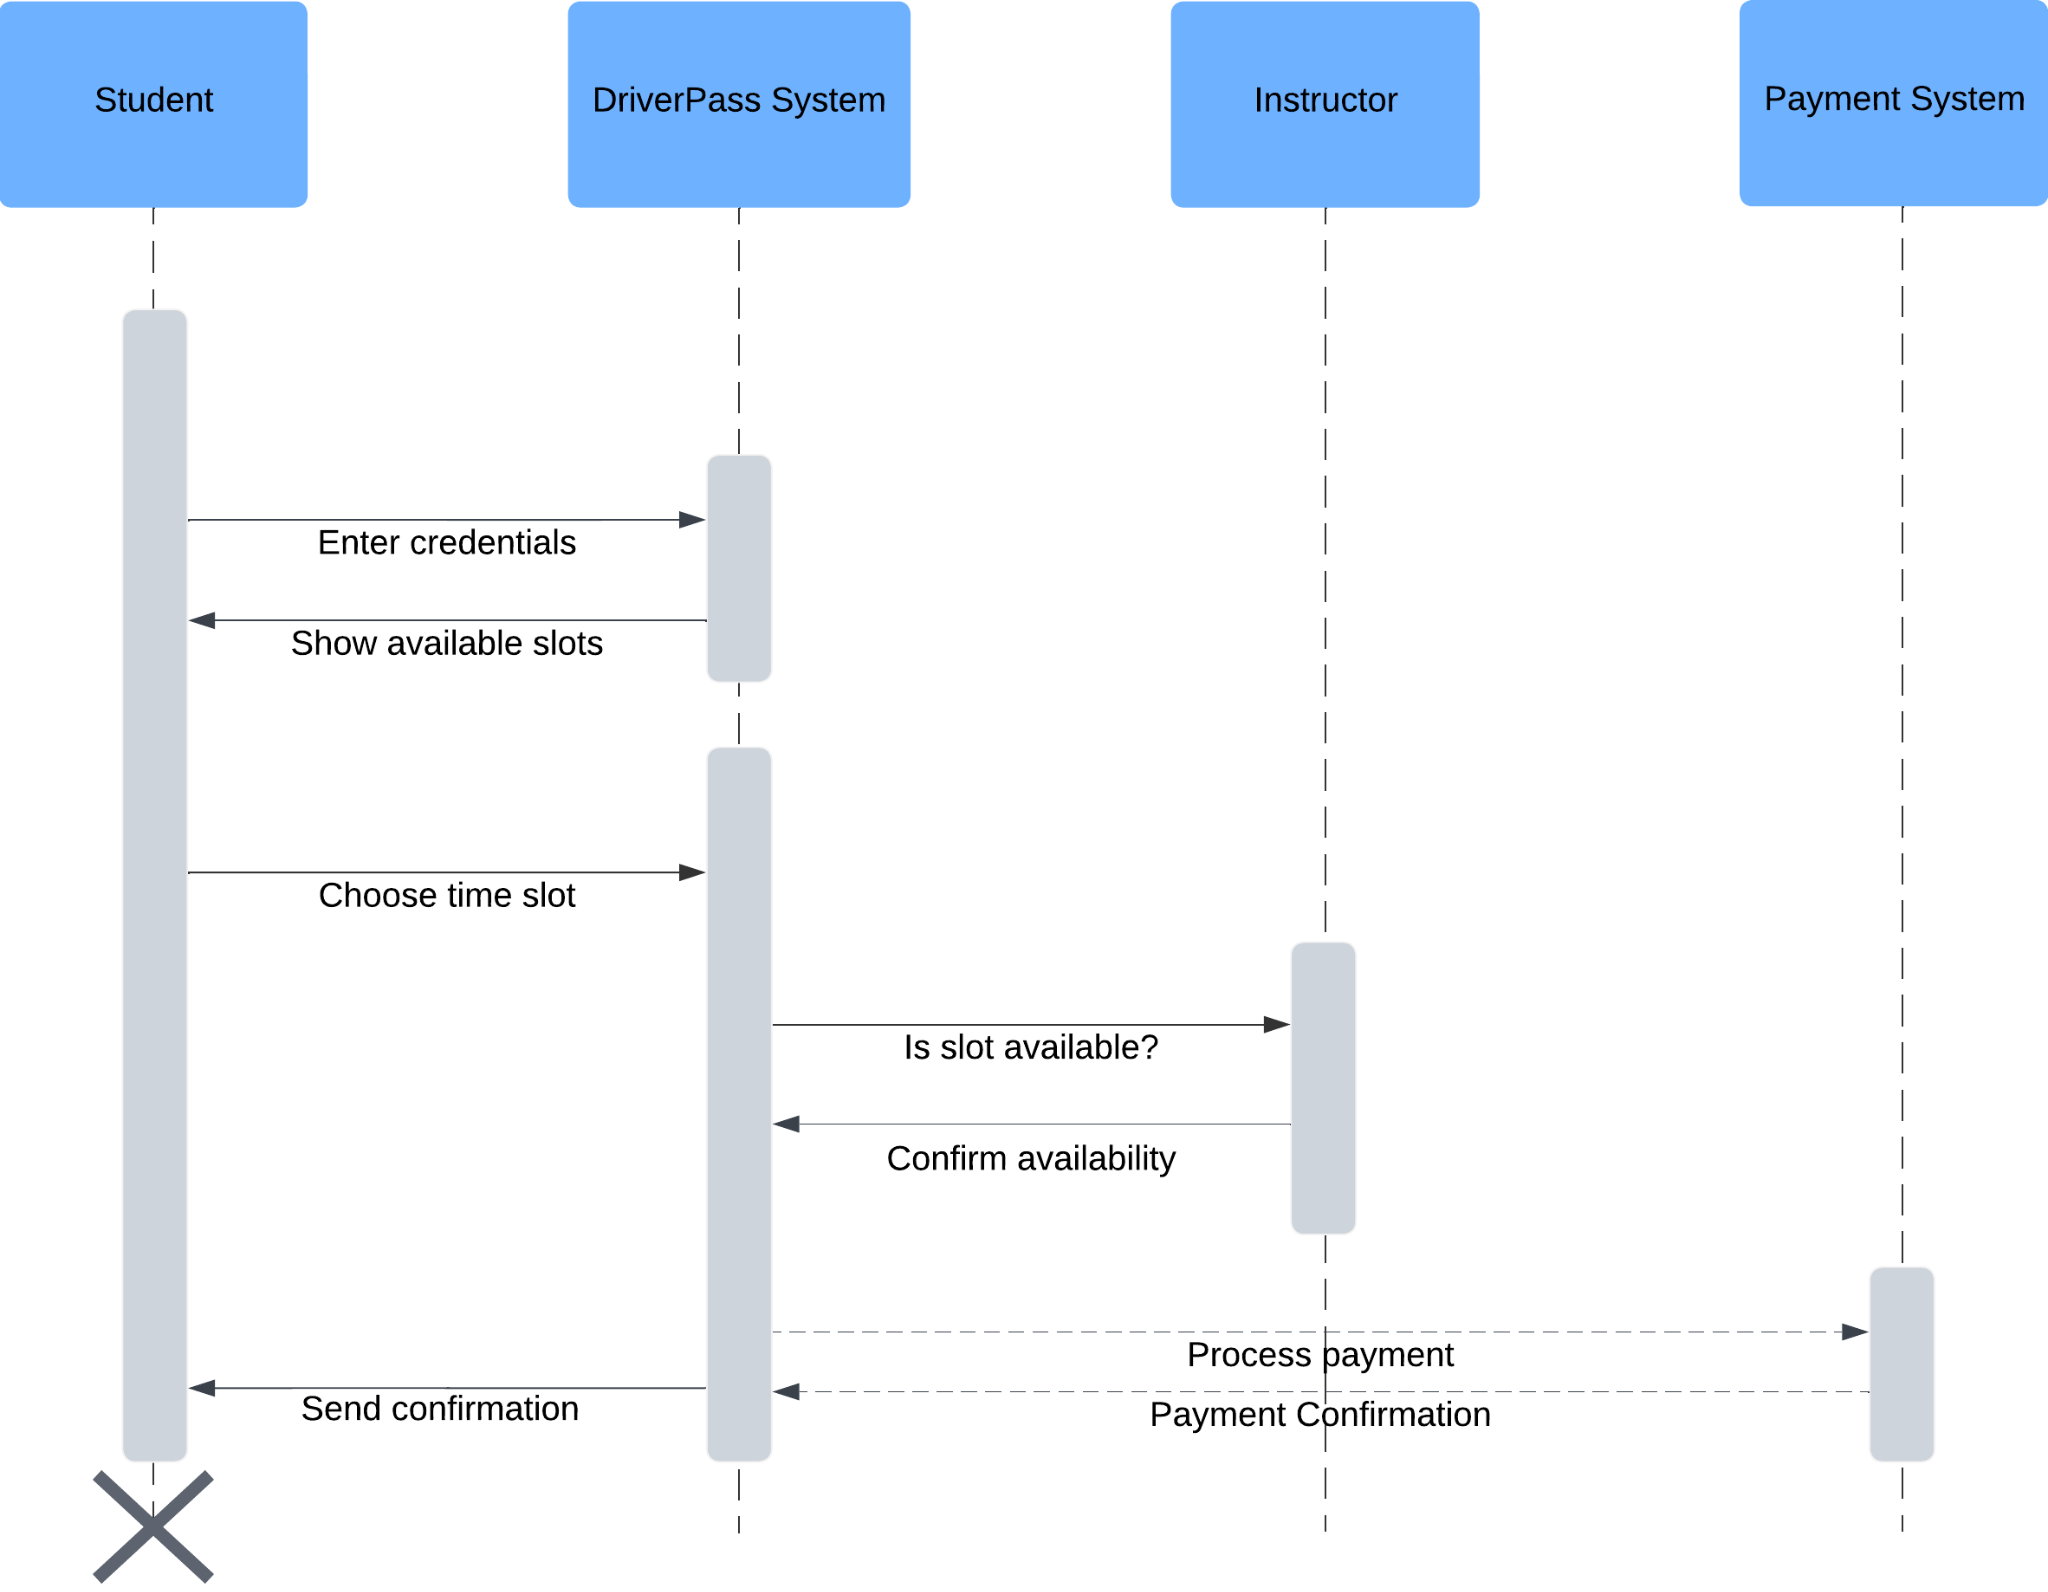 Student
DriverPass System
Instructor
Payment System
Enter credentials
Show available slots
Choose time slot
Is slot available?
Confirm availability
Process payment
Send confirmation
Payment Confirmation